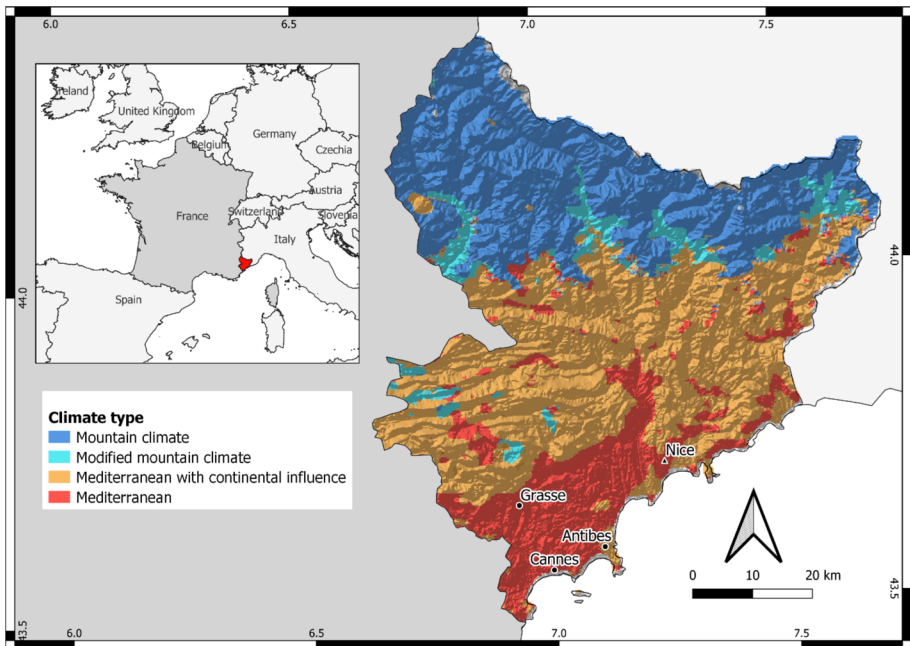 6.0
6.5
7.0
7.5
Ireland
United Kingdom
Belgium
Germany
Czechia
Austria
France
Switzerland
Slovenia
Italy
Spain
44.0
44.0
Climate type
Mountain climate
Modified mountain climate
Mediterranean with continental influence
Mediterranean
Nice
Grasse
Antibes
Cannes
0 10 20 km
43.5
43.5
6.0
6.5
7.0
7.5